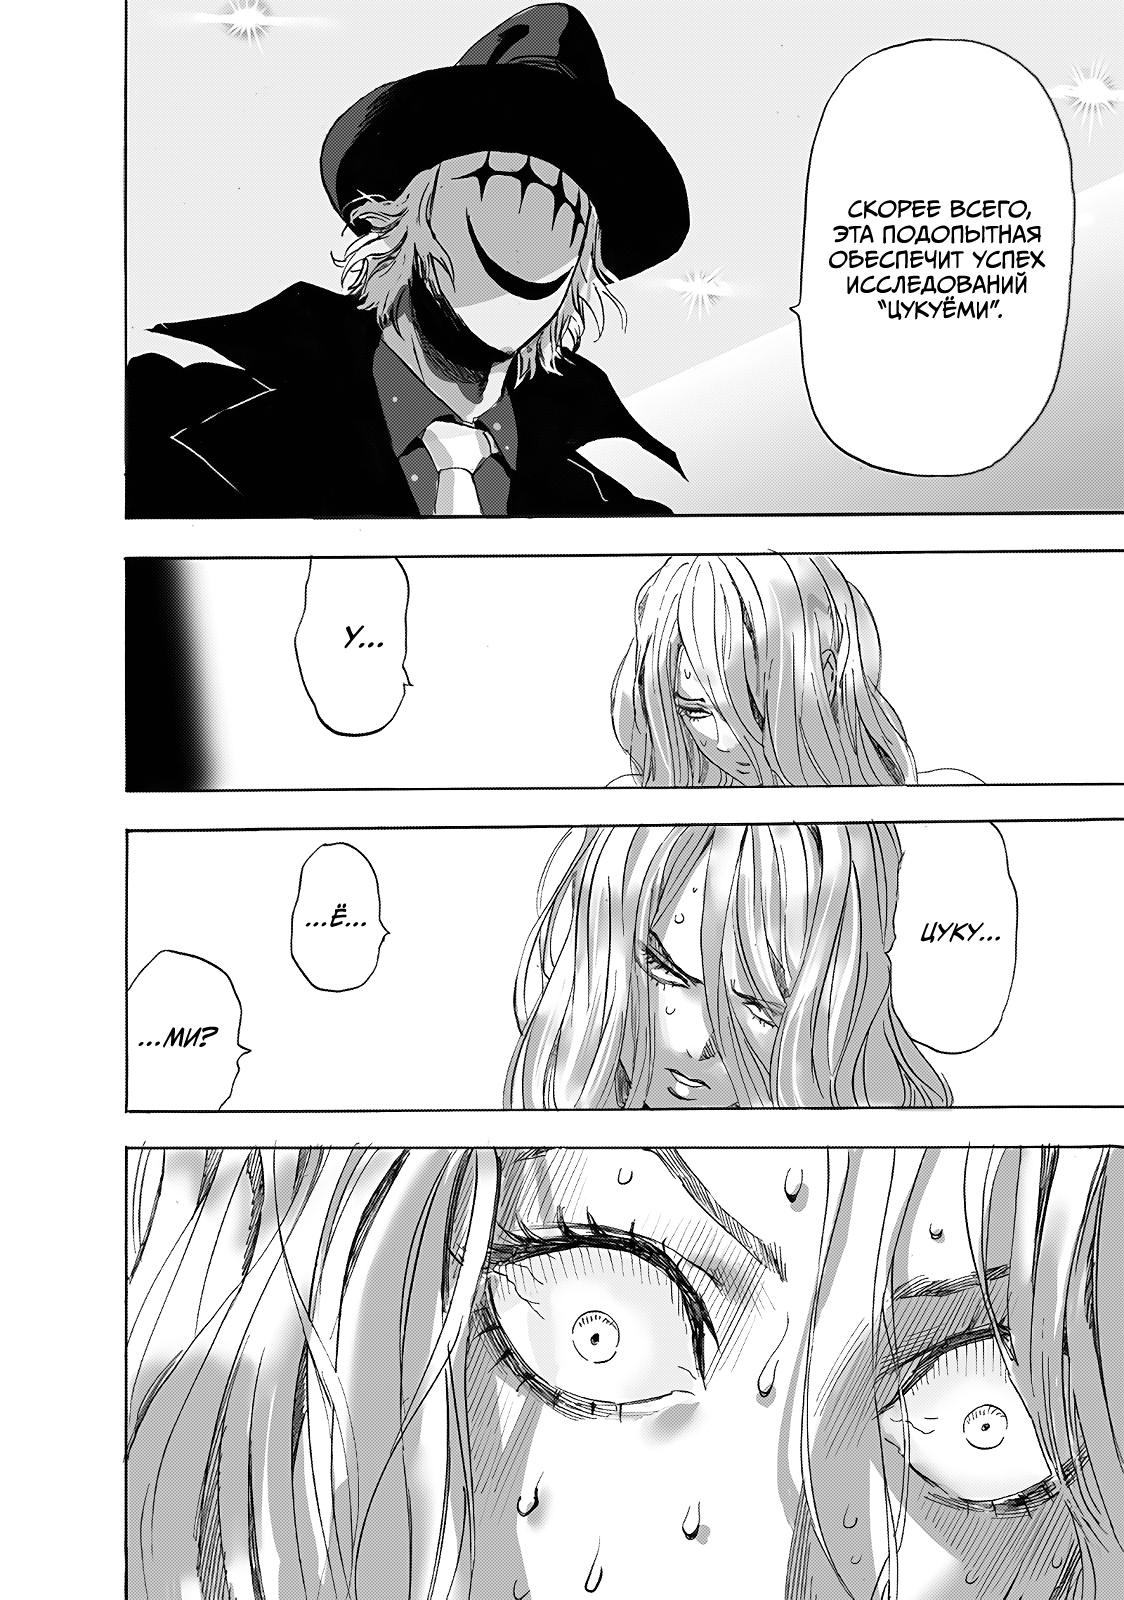 СКОРЕЕ ВСЕГО,
ЭТА ПОДОПЫТНАЯ
ОБЕСПЕЧИТ УСПЕХ
ИССЛЕДОВАНИЙ
"ЦУКУЁМИ".
У...
ЦУКУ...
...Ё...
...МИ?